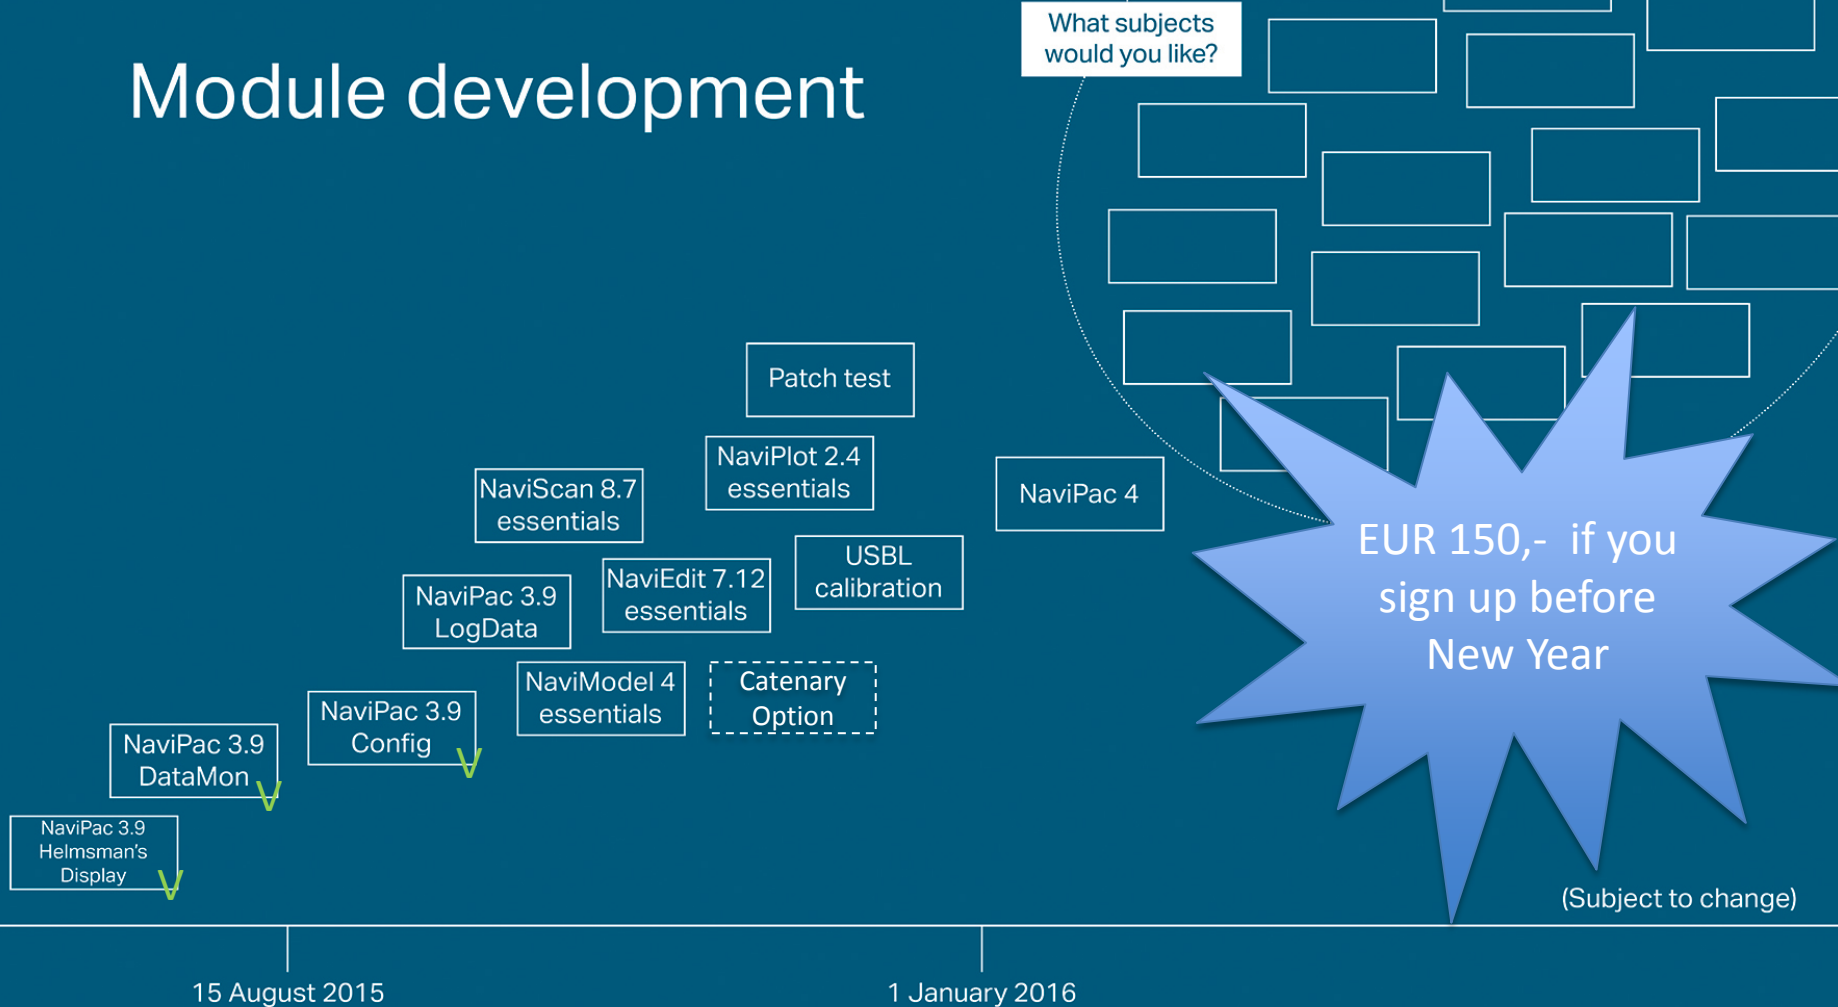 What subjects
would you like?
Module development
Patch test
NaviPlot 2.4
essentials
NaviScan 8.7
essentials
NaviPac 4
USBL
calibration
NaviEdit 7.12
essentials
NaviPac 3.9
LogData
EUR 150,-  if you
sign up before
New Year
NaviModel 4
essentials
Catenary
Option
NaviPac 3.9
Config
V
NaviPac 3.9
DataMon
V
NaviPac 3.9
Helmsman's
Display
V
(Subject to change)
15 August 2015
1 January 2016